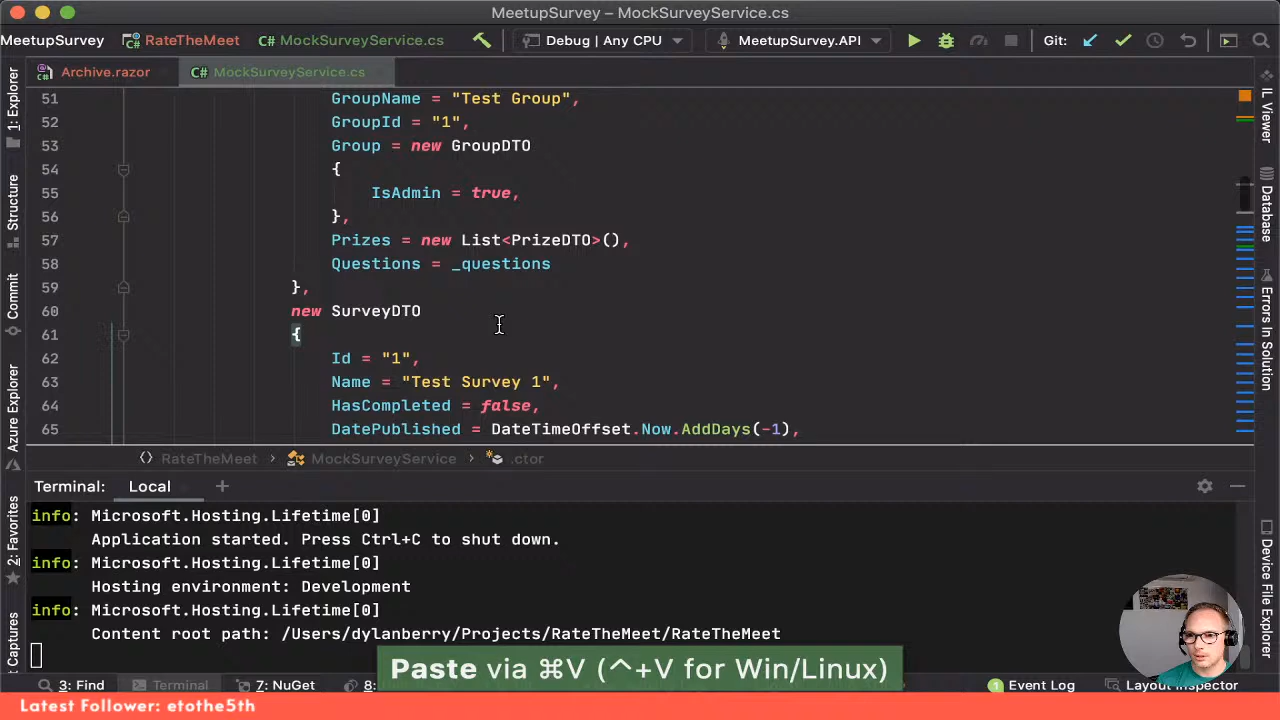 MeetupSurvey – MockSurveyService.cs
MeetupSurvey RateTheMeet MockSurveyService.cs Debug | Any CPU MeetupSurvey.API Git:
Archive.razor MockSurveyService.cs
51 GroupName = "Test Group",
52 GroupId = "1",
53 Group = new GroupDTO
54 {
55 IsAdmin = true,
56 },
57 Prizes = new List<PrizeDTO>(),
58 Questions = _questions
59 },
60 new SurveyDTO
61 {
62 Id = "1",
63 Name = "Test Survey 1",
64 HasCompleted = false,
65 DatePublished = DateTimeOffset.Now.AddDays(-1),
RateTheMeet > MockSurveyService > .ctor
Terminal: Local +
info: Microsoft.Hosting.Lifetime[0]
Application started. Press Ctrl+C to shut down.
info: Microsoft.Hosting.Lifetime[0]
Hosting environment: Development
info: Microsoft.Hosting.Lifetime[0]
Content root path: /Users/dylanberry/Projects/RateTheMeet/RateTheMeet
Paste via ⌘V (^+V for Win/Linux)
3: Find Terminal 7: NuGet 8: 1 Event Log Layout Inspector
Latest Follower: etothe5th
1: Explorer
Structure
Commit
Azure Explorer
2: Favorites
Captures
IL Viewer
Database
Errors In Solution
Device File Explorer